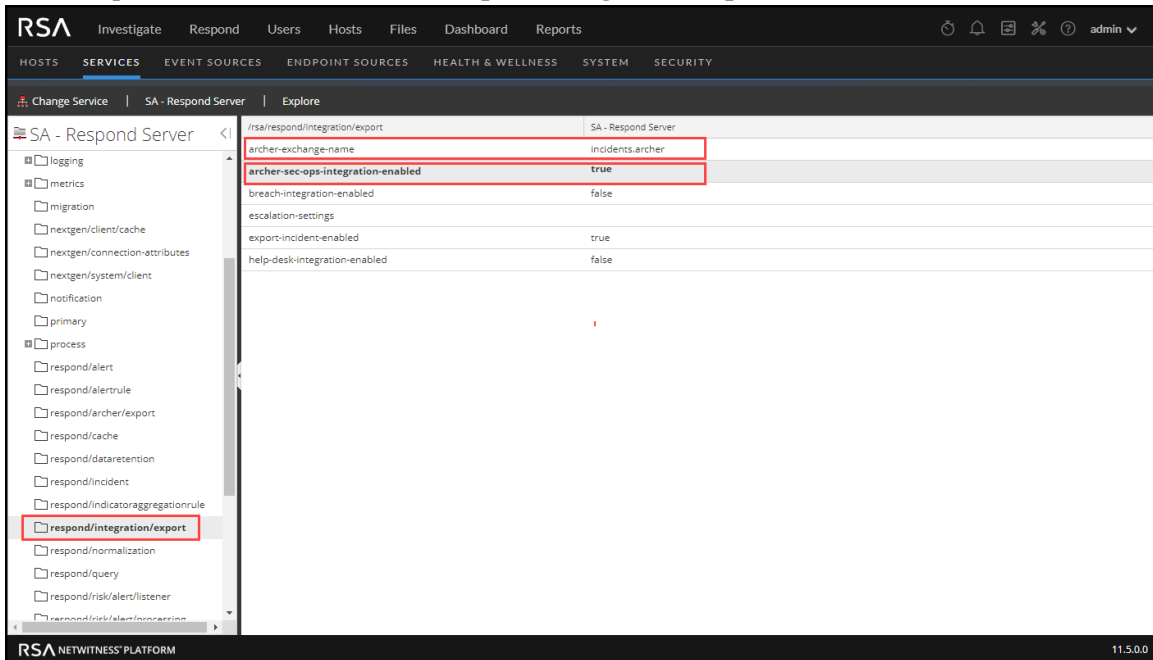 RSA Investigate Respond Users Hosts Files Dashboard Reports admin
HOSTS SERVICES EVENT SOURCES ENDPOINT SOURCES HEALTH & WELLNESS SYSTEM SECURITY
Change Service | SA - Respond Server | Explore
SA - Respond Server
logging
metrics
migration
nextgen/client/cache
nextgen/connection-attributes
nextgen/system/client
notification
primary
process
respond/alert
respond/alertrule
respond/archer/export
respond/cache
respond/dataretention
respond/incident
respond/indicatoraggregationrule
respond/integration/export
respond/normalization
respond/query
respond/risk/alert/listener
respond/risk/alert/processing
/rsa/respond/integration/export SA - Respond Server
archer-exchange-name incidents.archer
archer-sec-ops-integration-enabled true
breach-integration-enabled false
escalation-settings
export-incident-enabled true
help-desk-integration-enabled false
RSA NETWITNESS® PLATFORM 11.5.0.0